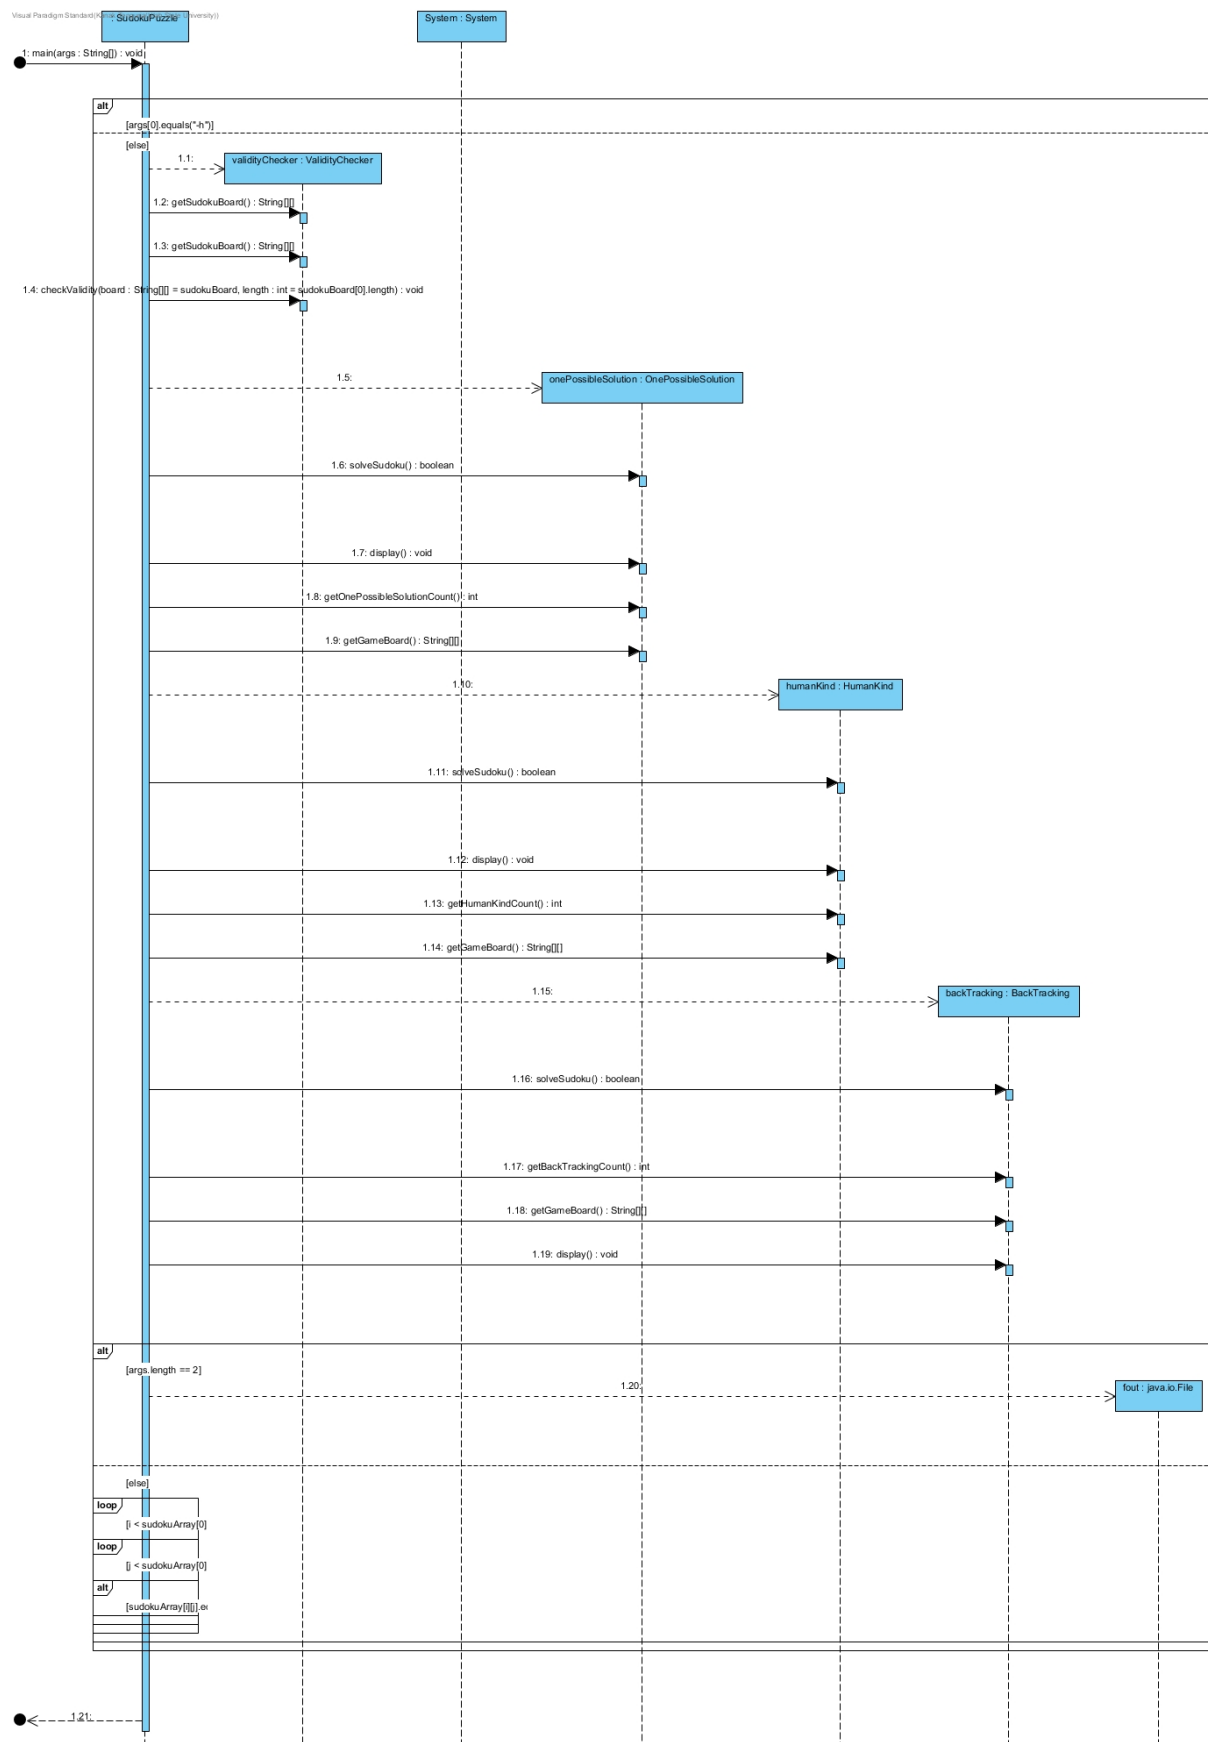 Visual Paradigm Standard(
University))
: SudokuPuzzle
System : System
1: main(args : String[]) : void
alt
[args[0].equals("-h")]
[else]
1.1:
validityChecker : ValidityChecker
1.2: getSudokuBoard() : String[][]
1.3: getSudokuBoard() : String[][]
1.4: checkValidity(board : String[][] = sudokuBoard, length : int = sudokuBoard[0].length) : void
1.5:
onePossibleSolution : OnePossibleSolution
1.6: solveSudoku() : boolean
1.7: display() : void
1.8: getOnePossibleSolutionCount() : int
1.9: getGameBoard() : String[][]
1.10:
humanKind : HumanKind
1.11: solveSudoku() : boolean
1.12: display() : void
1.13: getHumanKindCount() : int
1.14: getGameBoard() : String[][]
1.15:
backTracking : BackTracking
1.16: solveSudoku() : boolean
1.17: getBackTrackingCount() : int
1.18: getGameBoard() : String[][]
1.19: display() : void
alt
[args.length == 2]
1.20:
fout : java.io.File
[else]
loop
[i < sudokuArray[0]
loop
[j < sudokuArray[0]
alt
[sudokuArray[i][j].e
1.21: